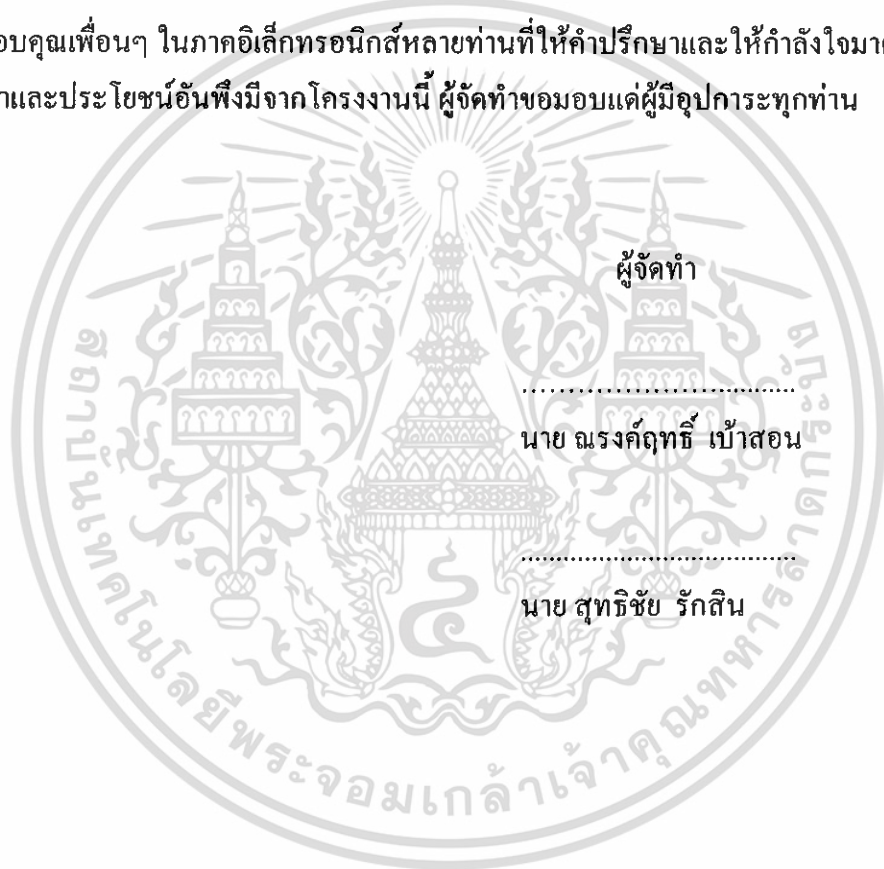 อบคุณเพื่อนๆ ในภาคอิเล็กทรอนิกส์หลายท่านที่ให้คำปรึกษาและให้กำลังใจมา
และประโยชน์อันพึงมีจากโครงงานนี้ ผู้จัดทำขอมอบแด่ผู้มีอุปการะทุกท่าน
ผู้จัดทำ
....................................
นาย ณรงค์ฤทธิ์ เบ้าสอน
....................................
นาย สุทธิชัย รักสิน
สถาบันเทคโนโลยีพระจอมเกล้าเจ้าคุณทหารลาดกระบัง